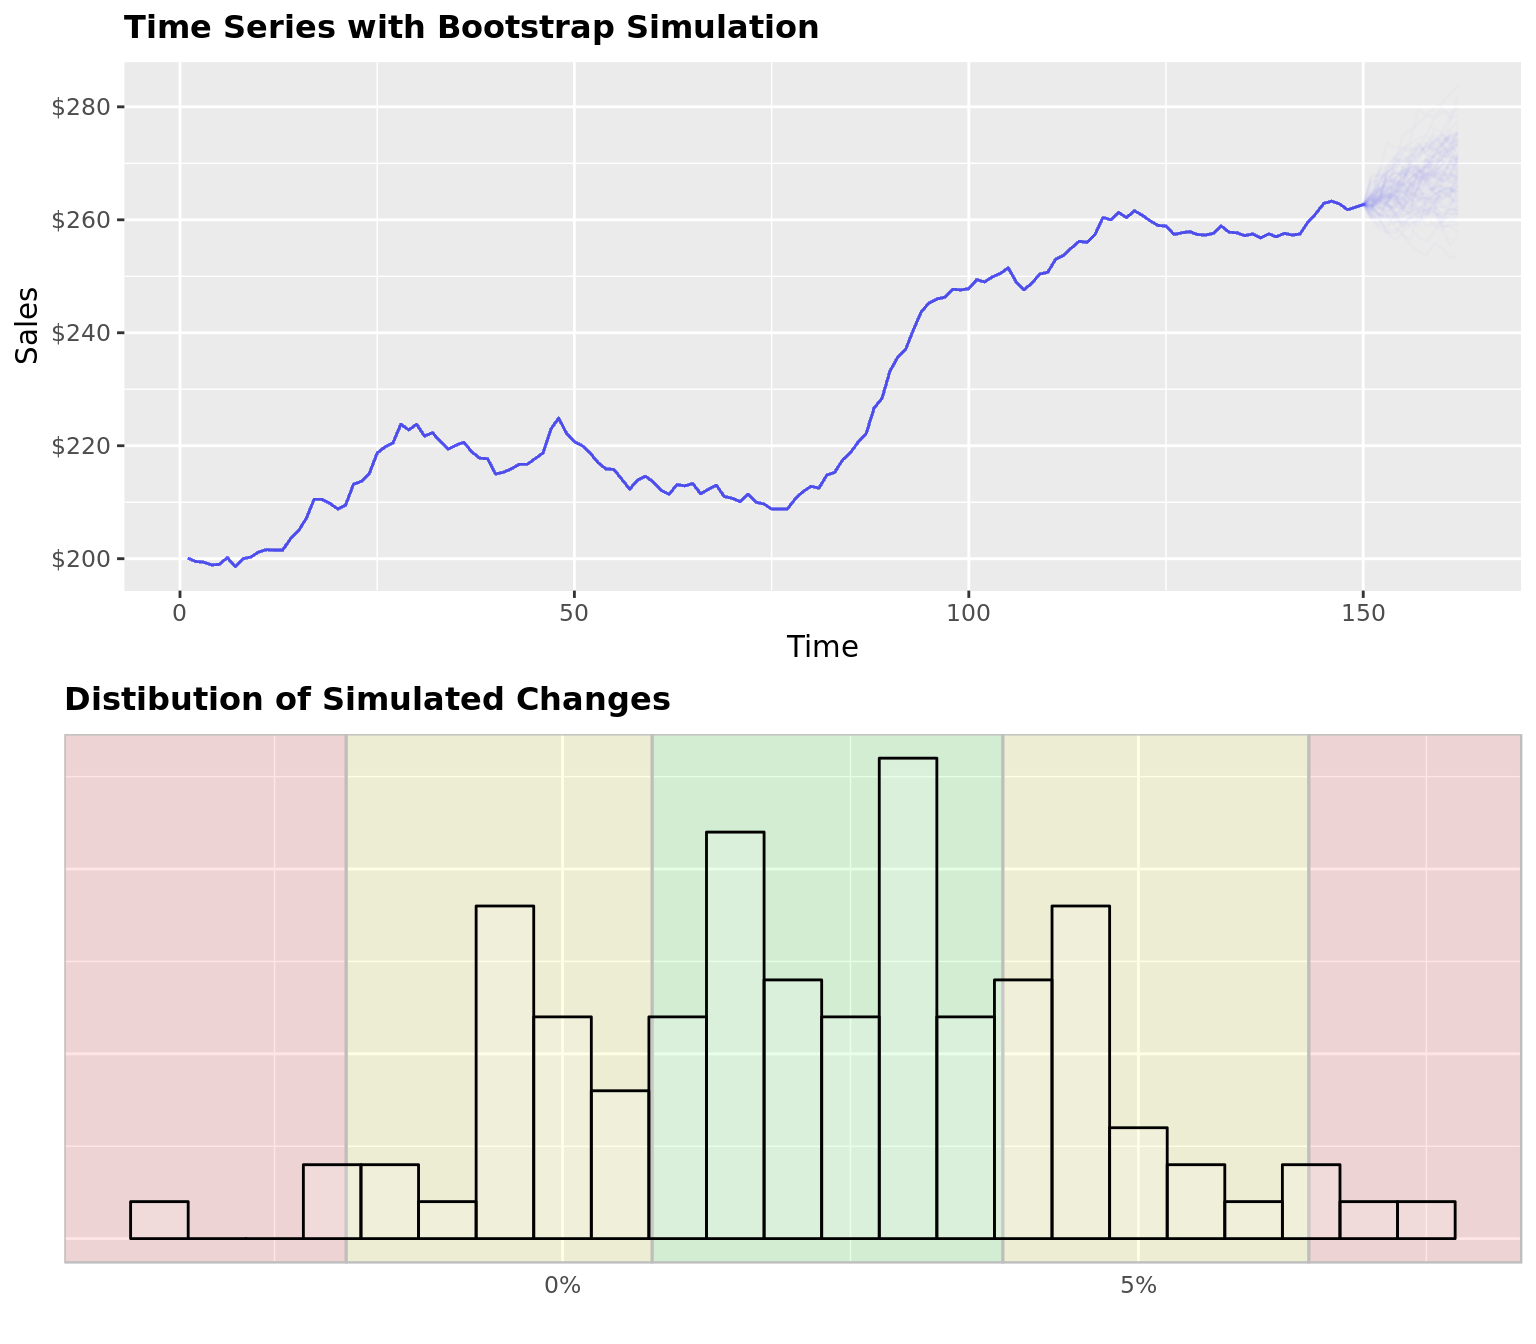 Time Series with Bootstrap Simulation
$280
$260
$240
$220
$200
Sales
0 50 100 150
Time
Distibution of Simulated Changes
0% 5%